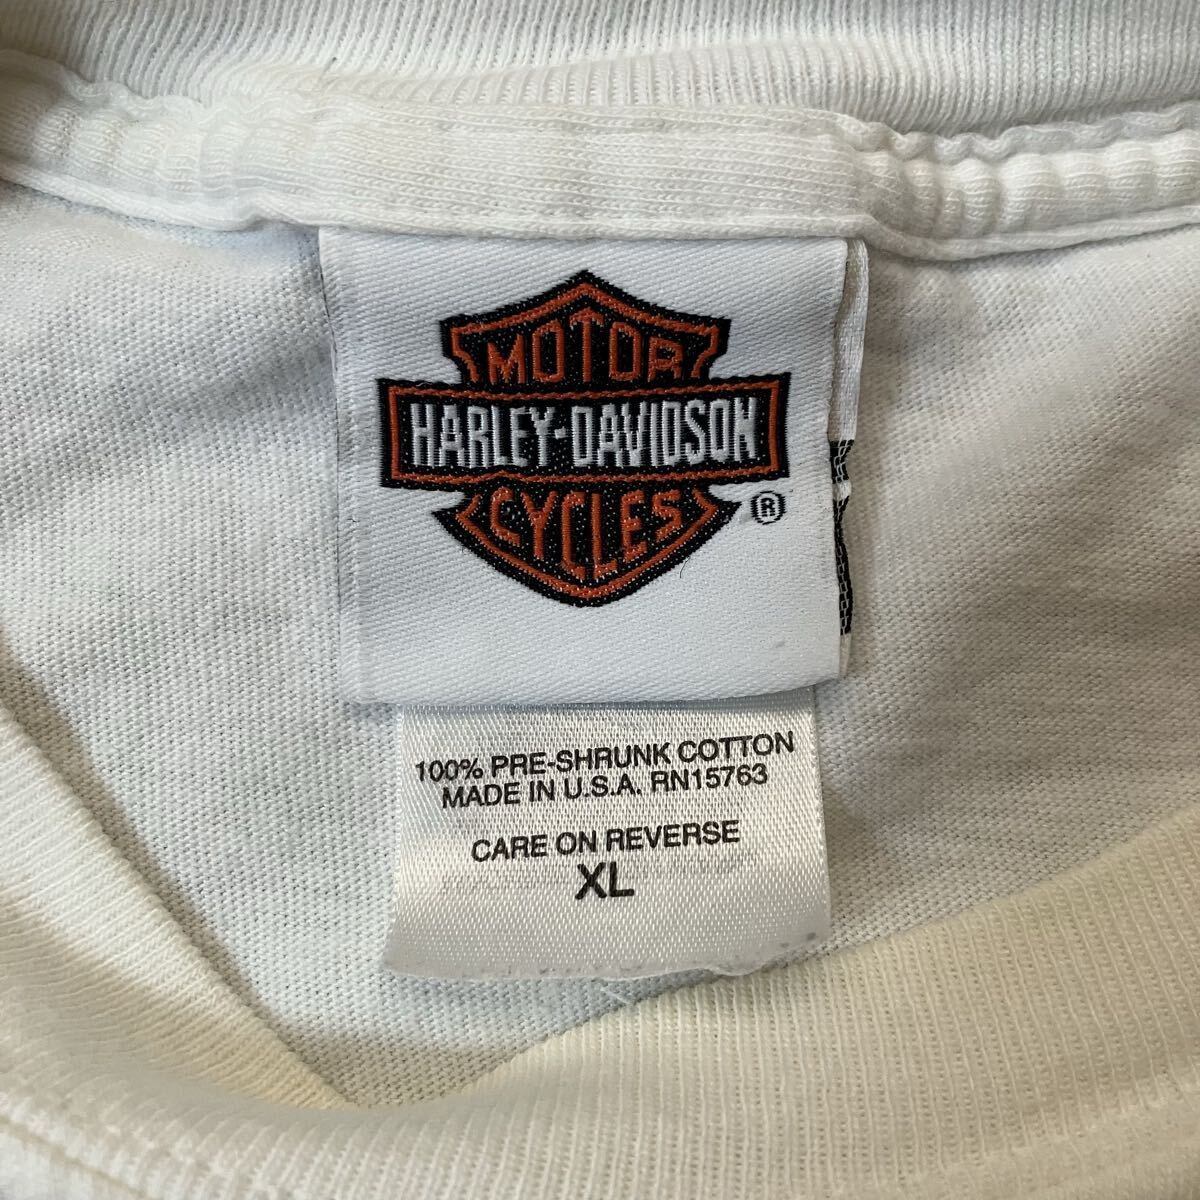 MOTOR
HARLEY-DAVIDSON
CYCLES
®
100% PRE-SHRUNK COTTON
MADE IN U.S.A. RN15763
CARE ON REVERSE
XL